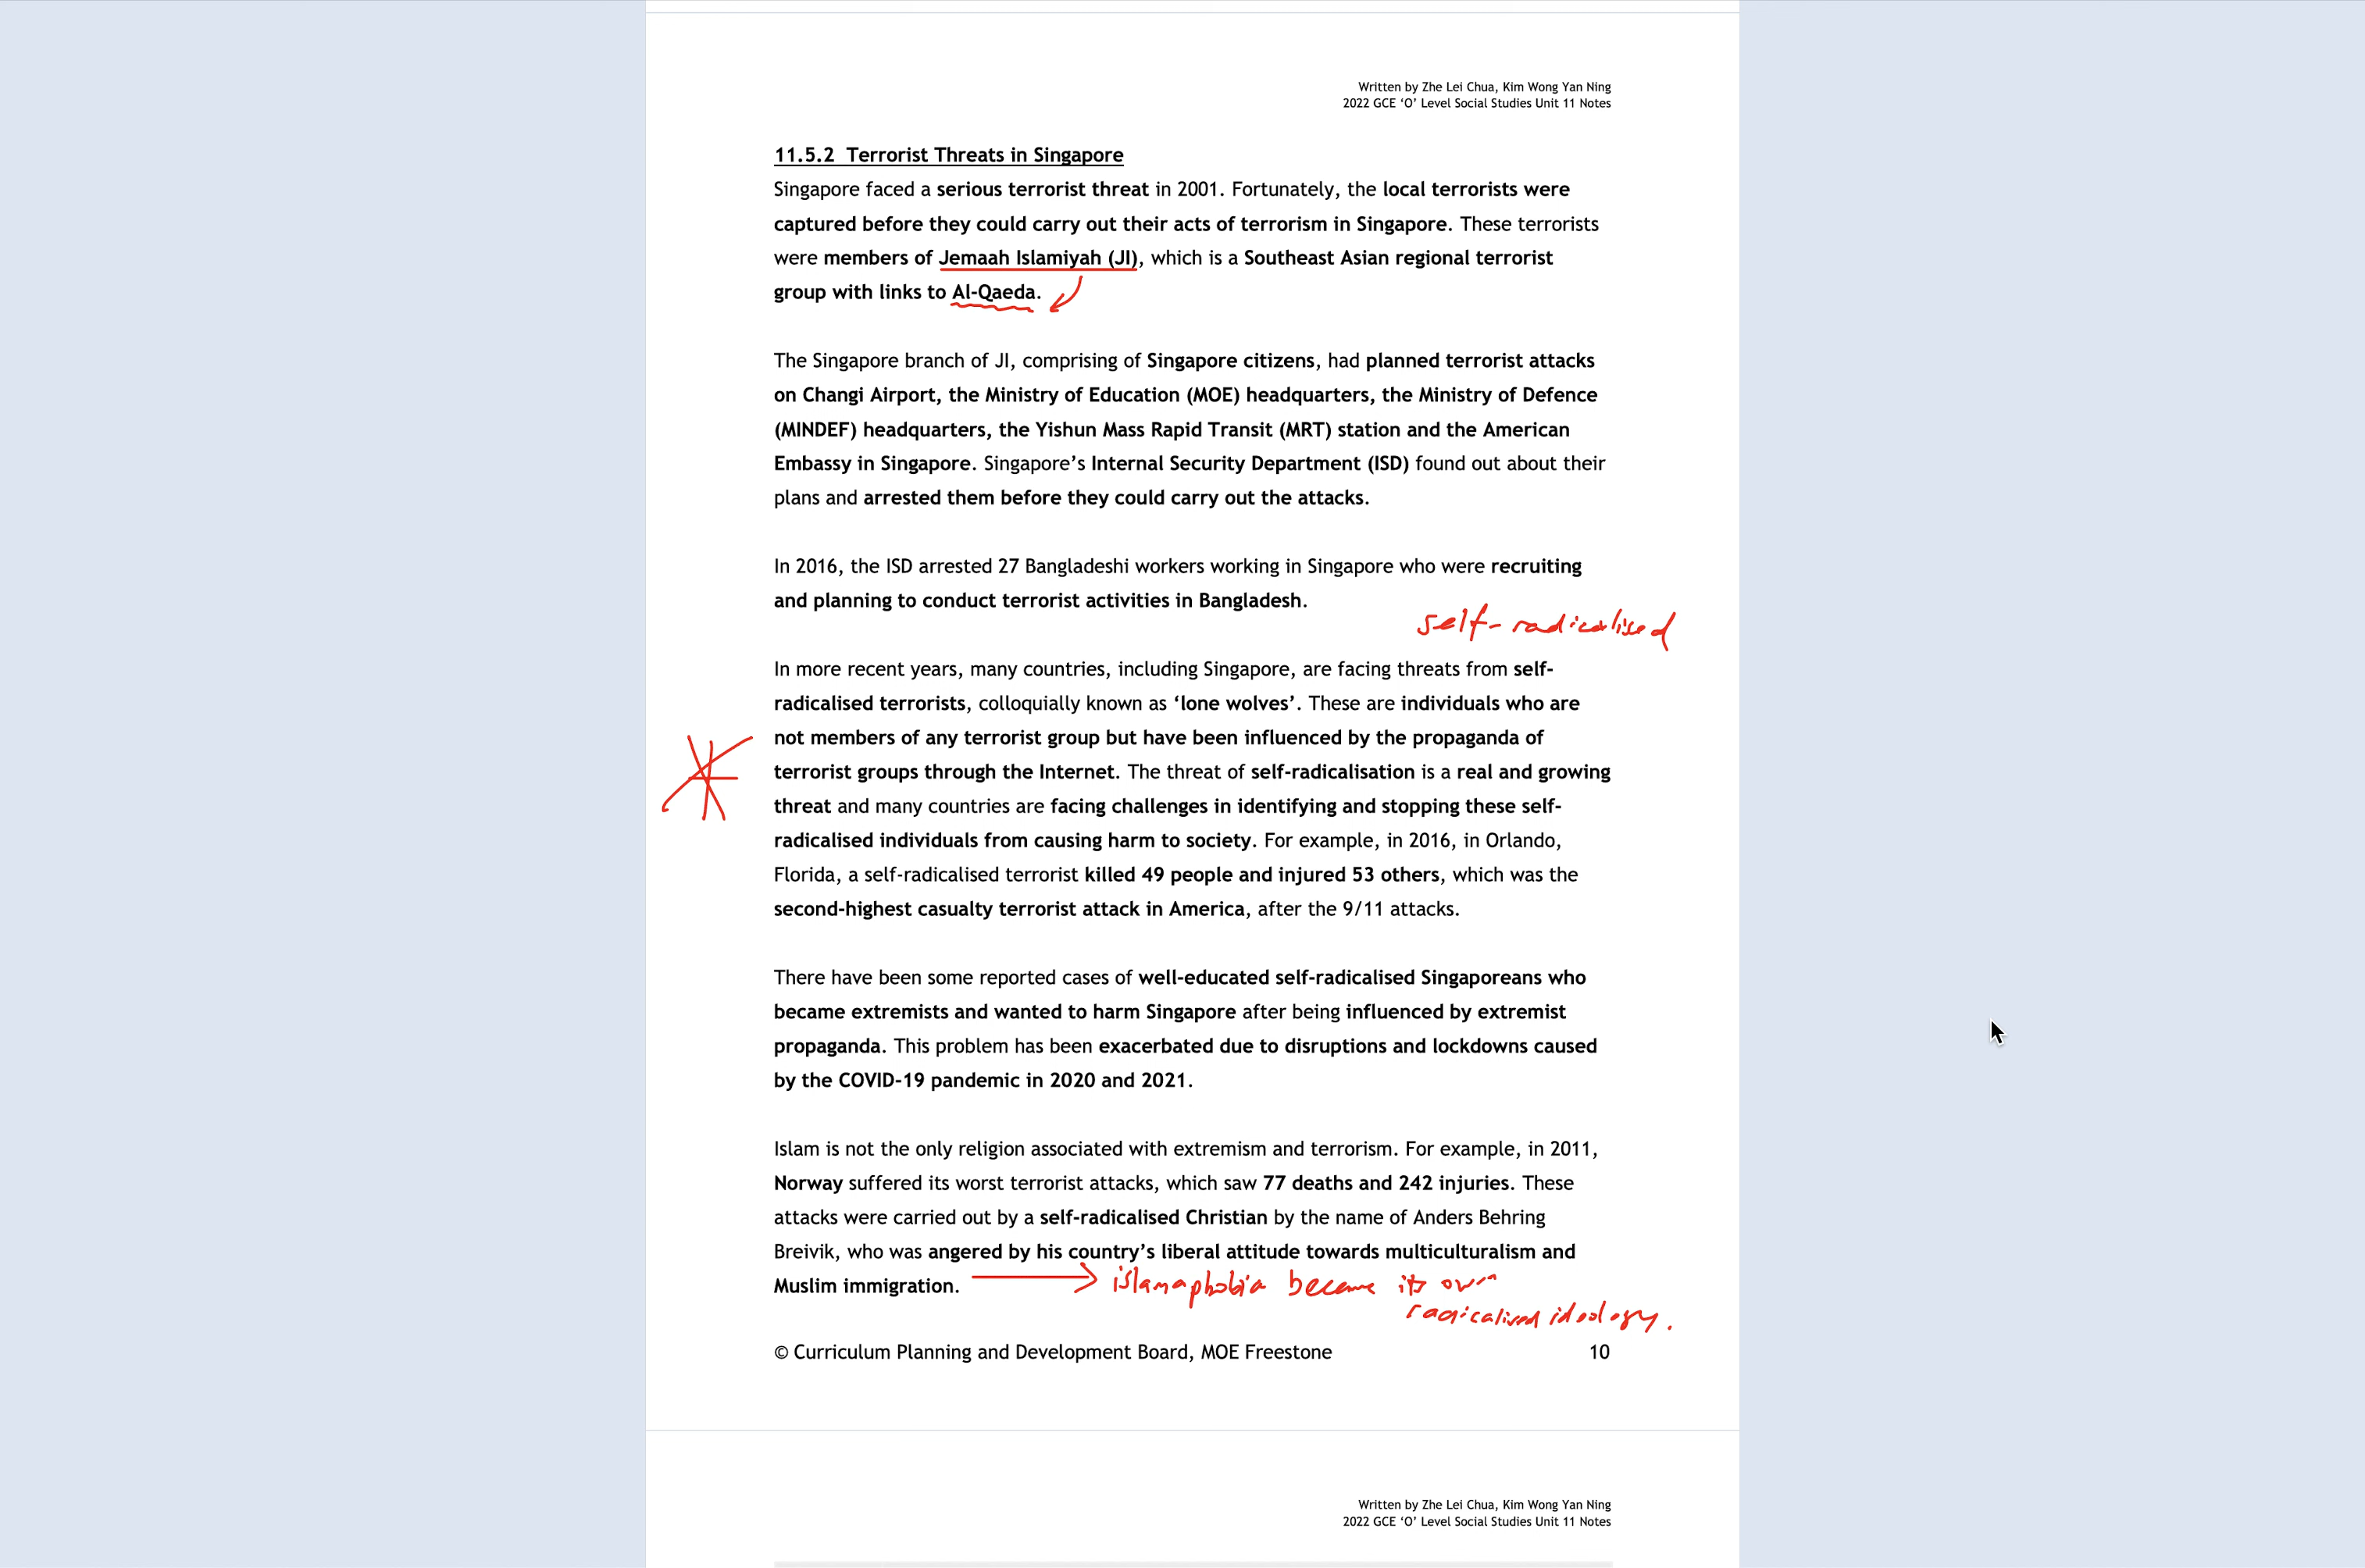 Written by Zhe Lei Chua, Kim Wong Yan Ning
2022 GCE ‘O’ Level Social Studies Unit 11 Notes
11.5.2 Terrorist Threats in Singapore
Singapore faced a serious terrorist threat in 2001. Fortunately, the local terrorists were
captured before they could carry out their acts of terrorism in Singapore. These terrorists
were members of Jemaah Islamiyah (JI), which is a Southeast Asian regional terrorist
group with links to Al-Qaeda.
The Singapore branch of JI, comprising of Singapore citizens, had planned terrorist attacks
on Changi Airport, the Ministry of Education (MOE) headquarters, the Ministry of Defence
(MINDEF) headquarters, the Yishun Mass Rapid Transit (MRT) station and the American
Embassy in Singapore. Singapore’s Internal Security Department (ISD) found out about their
plans and arrested them before they could carry out the attacks.
In 2016, the ISD arrested 27 Bangladeshi workers working in Singapore who were recruiting
and planning to conduct terrorist activities in Bangladesh.
self-radicalised
In more recent years, many countries, including Singapore, are facing threats from self-
radicalised terrorists, colloquially known as ‘lone wolves’. These are individuals who are
not members of any terrorist group but have been influenced by the propaganda of
terrorist groups through the Internet. The threat of self-radicalisation is a real and growing
threat and many countries are facing challenges in identifying and stopping these self-
radicalised individuals from causing harm to society. For example, in 2016, in Orlando,
Florida, a self-radicalised terrorist killed 49 people and injured 53 others, which was the
second-highest casualty terrorist attack in America, after the 9/11 attacks.
There have been some reported cases of well-educated self-radicalised Singaporeans who
became extremists and wanted to harm Singapore after being influenced by extremist
propaganda. This problem has been exacerbated due to disruptions and lockdowns caused
by the COVID-19 pandemic in 2020 and 2021.
Islam is not the only religion associated with extremism and terrorism. For example, in 2011,
Norway suffered its worst terrorist attacks, which saw 77 deaths and 242 injuries. These
attacks were carried out by a self-radicalised Christian by the name of Anders Behring
Breivik, who was angered by his country’s liberal attitude towards multiculturalism and
Muslim immigration. → islamaphobia became its own
radicalised ideology.
© Curriculum Planning and Development Board, MOE Freestone 10
Written by Zhe Lei Chua, Kim Wong Yan Ning
2022 GCE ‘O’ Level Social Studies Unit 11 Notes